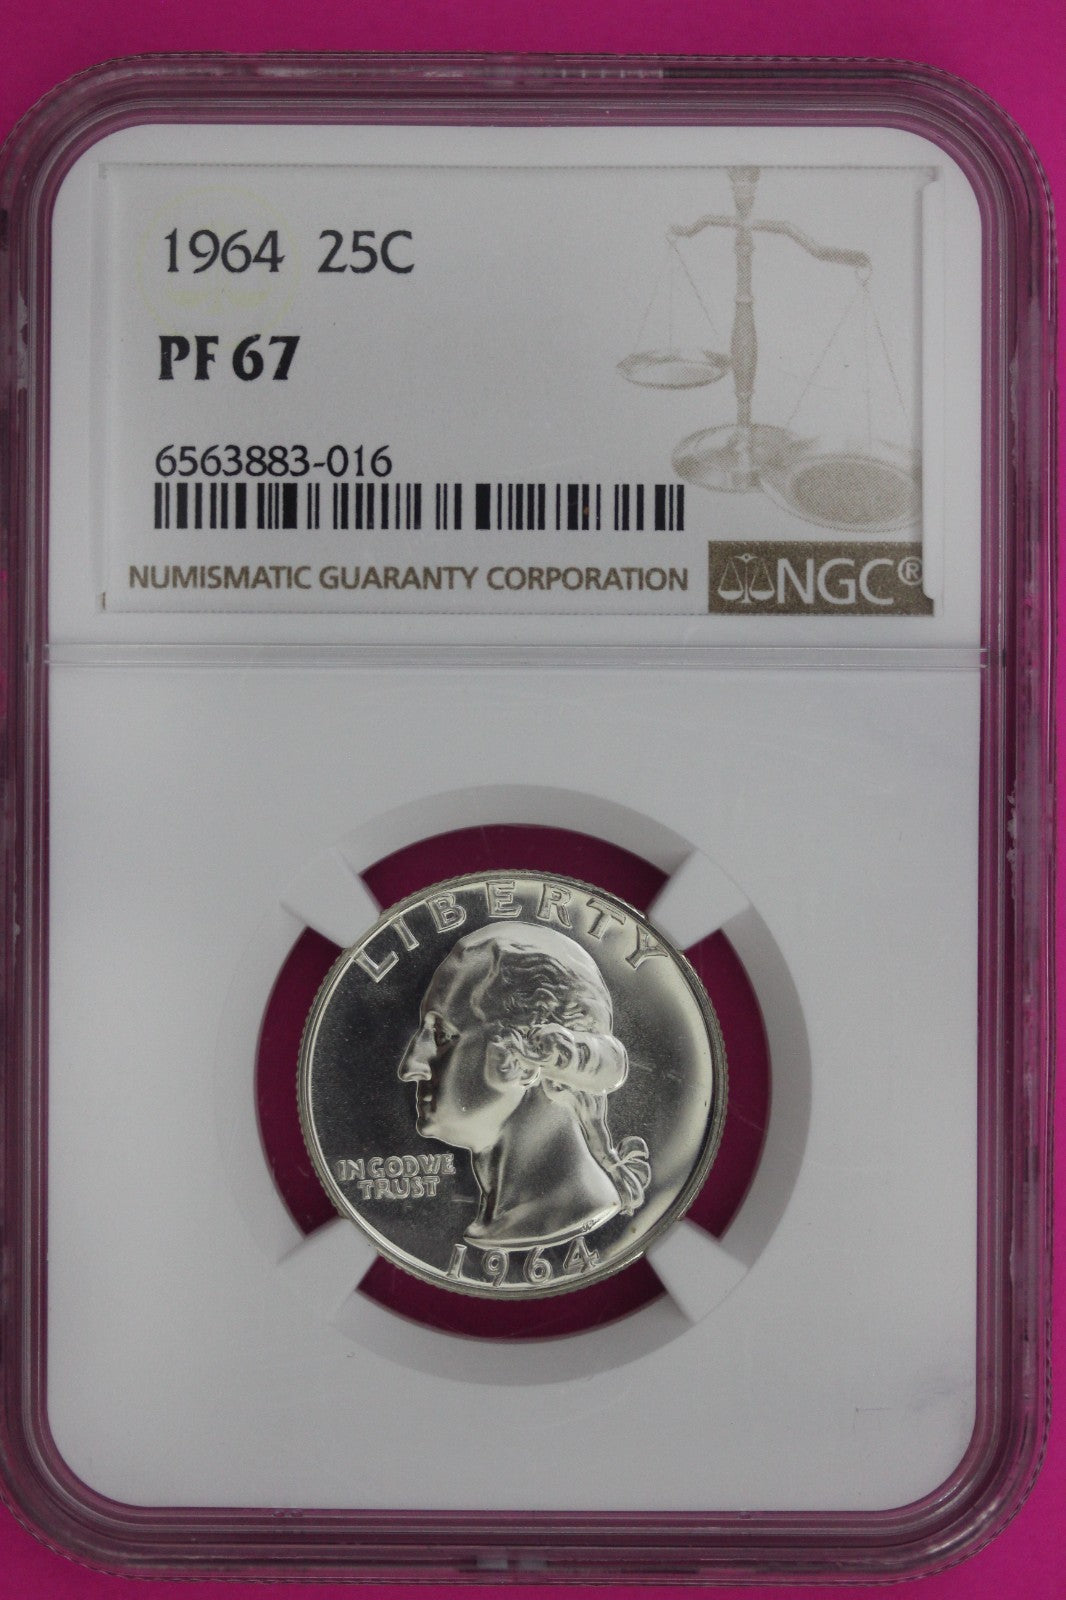 1964 25C
PF 67
6563883-016
NUMISMATIC GUARANTY CORPORATION
NGC®
LIBERTY
IN GOD WE
TRUST
1964